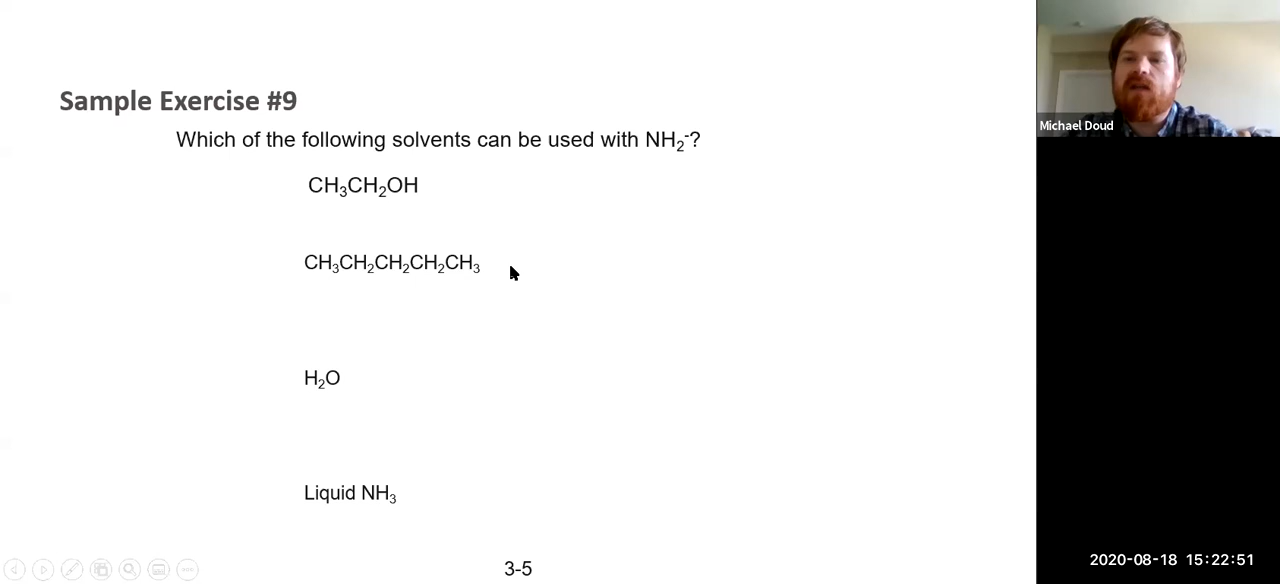 Sample Exercise #9
Which of the following solvents can be used with NH₂⁻?
CH₃CH₂OH
CH₃CH₂CH₂CH₂CH₃
H₂O
Liquid NH₃
3-5
Michael Doud
2020-08-18 15:22:51